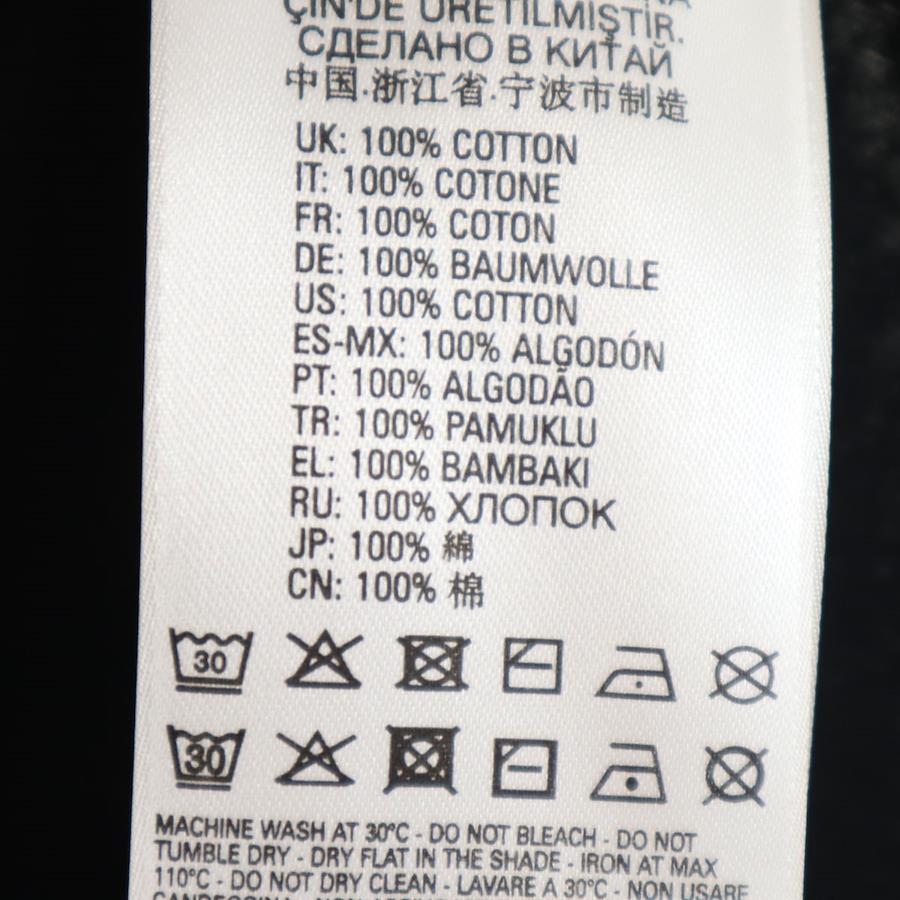 ÇİN'DE ÜRETİLMİŞTİR.
СДЕЛАНО В КИТАЙ
中国·浙江省·宁波市制造
UK: 100% COTTON
IT: 100% COTONE
FR: 100% COTON
DE: 100% BAUMWOLLE
US: 100% COTTON
ES-MX: 100% ALGODÓN
PT: 100% ALGODÃO
TR: 100% PAMUKLU
EL: 100% BAMBAKI
RU: 100% ХЛОПОК
JP: 100% 綿
CN: 100% 棉
30
30
MACHINE WASH AT 30°C - DO NOT BLEACH - DO NOT
TUMBLE DRY - DRY FLAT IN THE SHADE - IRON AT MAX
110°C - DO NOT DRY CLEAN - LAVARE A 30°C - NON USARE